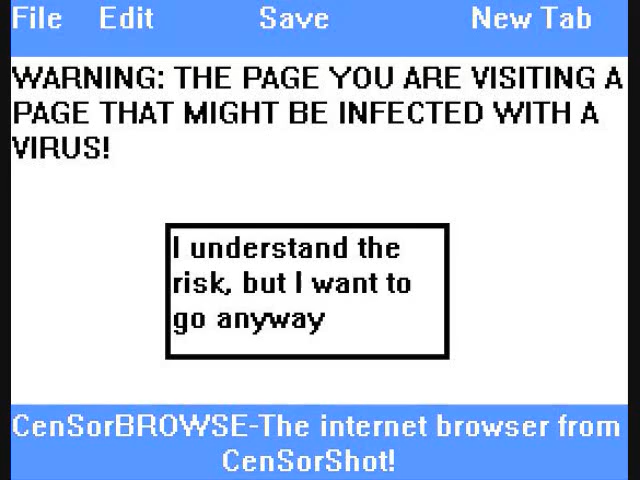 File Edit Save New Tab
WARNING: THE PAGE YOU ARE VISITING A
PAGE THAT MIGHT BE INFECTED WITH A
VIRUS!
I understand the
risk, but I want to
go anyway
CenSorBROWSE-The internet browser from
CenSorShot!